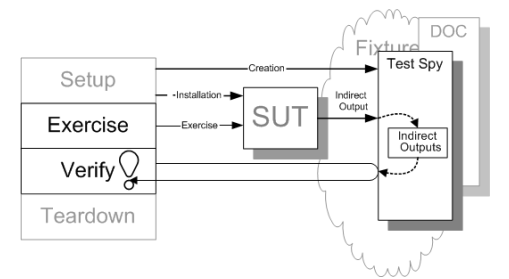 DOC
Fixture
Test Spy
Creation
Setup
Installation
Indirect
Output
SUT
Exercise
Exercise
Indirect
Outputs
Verify
Teardown